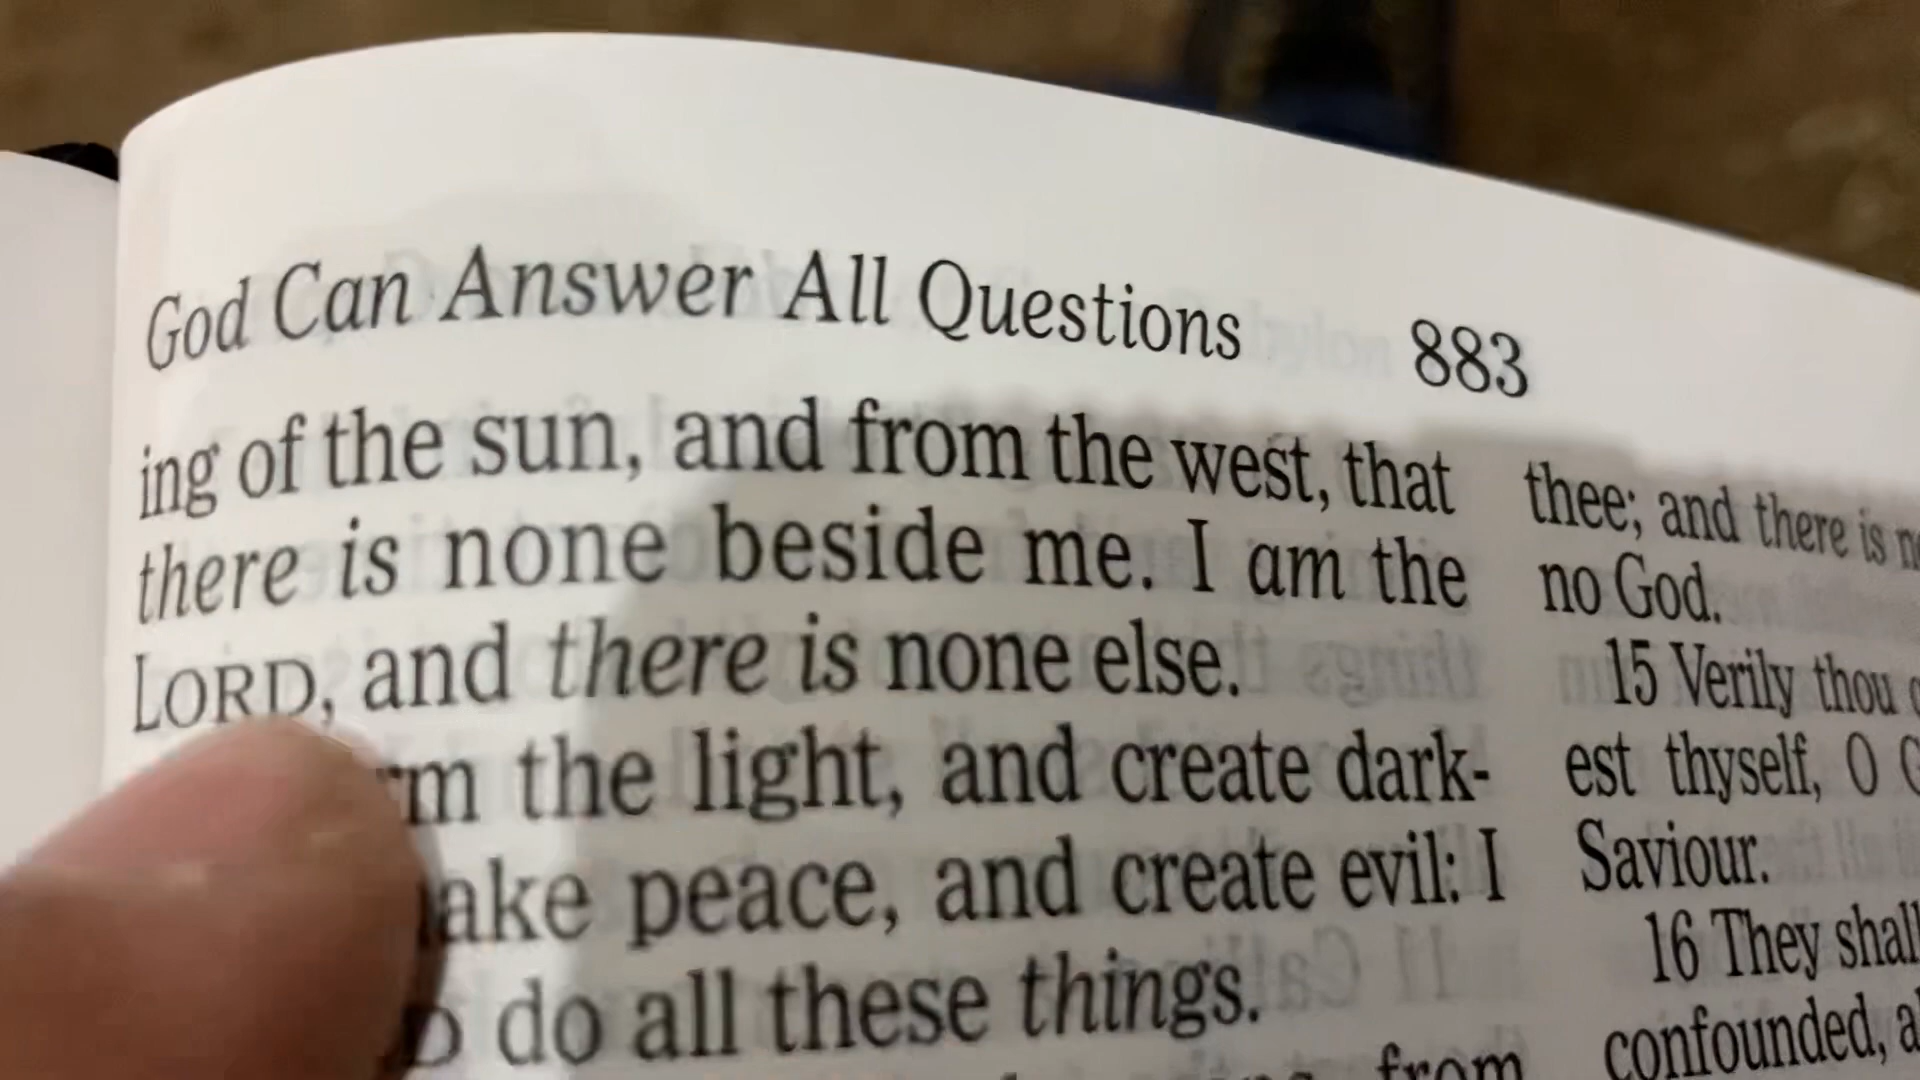 God Can Answer All Questions 883
ing of the sun, and from the west, that
there is none beside me. I am the
LORD, and there is none else.
the light, and create dark-
peace, and create evil: I
do all these things.
from
thee; and there is
no God.
15 Verily thou
est thyself, O
Saviour.
16 They shall
confounded,